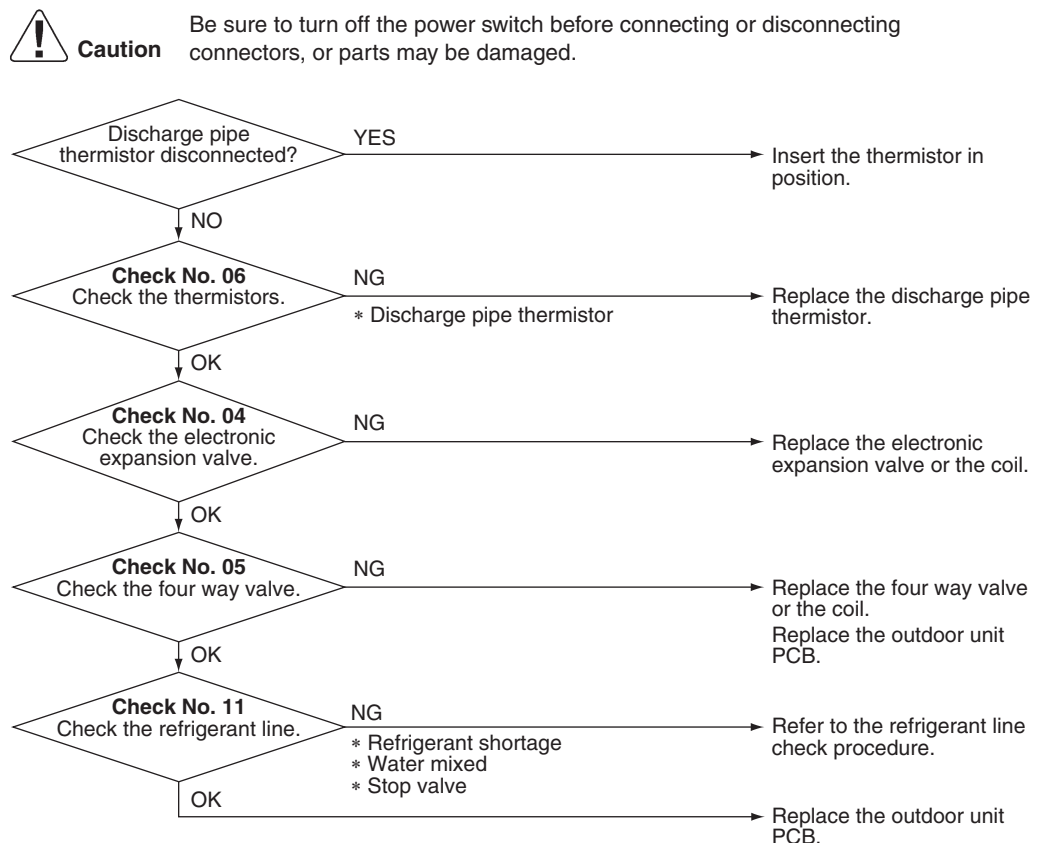 Be sure to turn off the power switch before connecting or disconnecting
Caution
connectors, or parts may be damaged.
Discharge pipe
thermistor disconnected?
YES
Insert the thermistor in
position.
NO
Check No. 06
Check the thermistors.
NG
∗ Discharge pipe thermistor
Replace the discharge pipe
thermistor.
OK
Check No. 04
Check the electronic
expansion valve.
NG
Replace the electronic
expansion valve or the coil.
OK
Check No. 05
Check the four way valve.
NG
Replace the four way valve
or the coil.
Replace the outdoor unit
PCB.
OK
Check No. 11
Check the refrigerant line.
NG
∗ Refrigerant shortage
∗ Water mixed
∗ Stop valve
Refer to the refrigerant line
check procedure.
OK
Replace the outdoor unit
PCB.